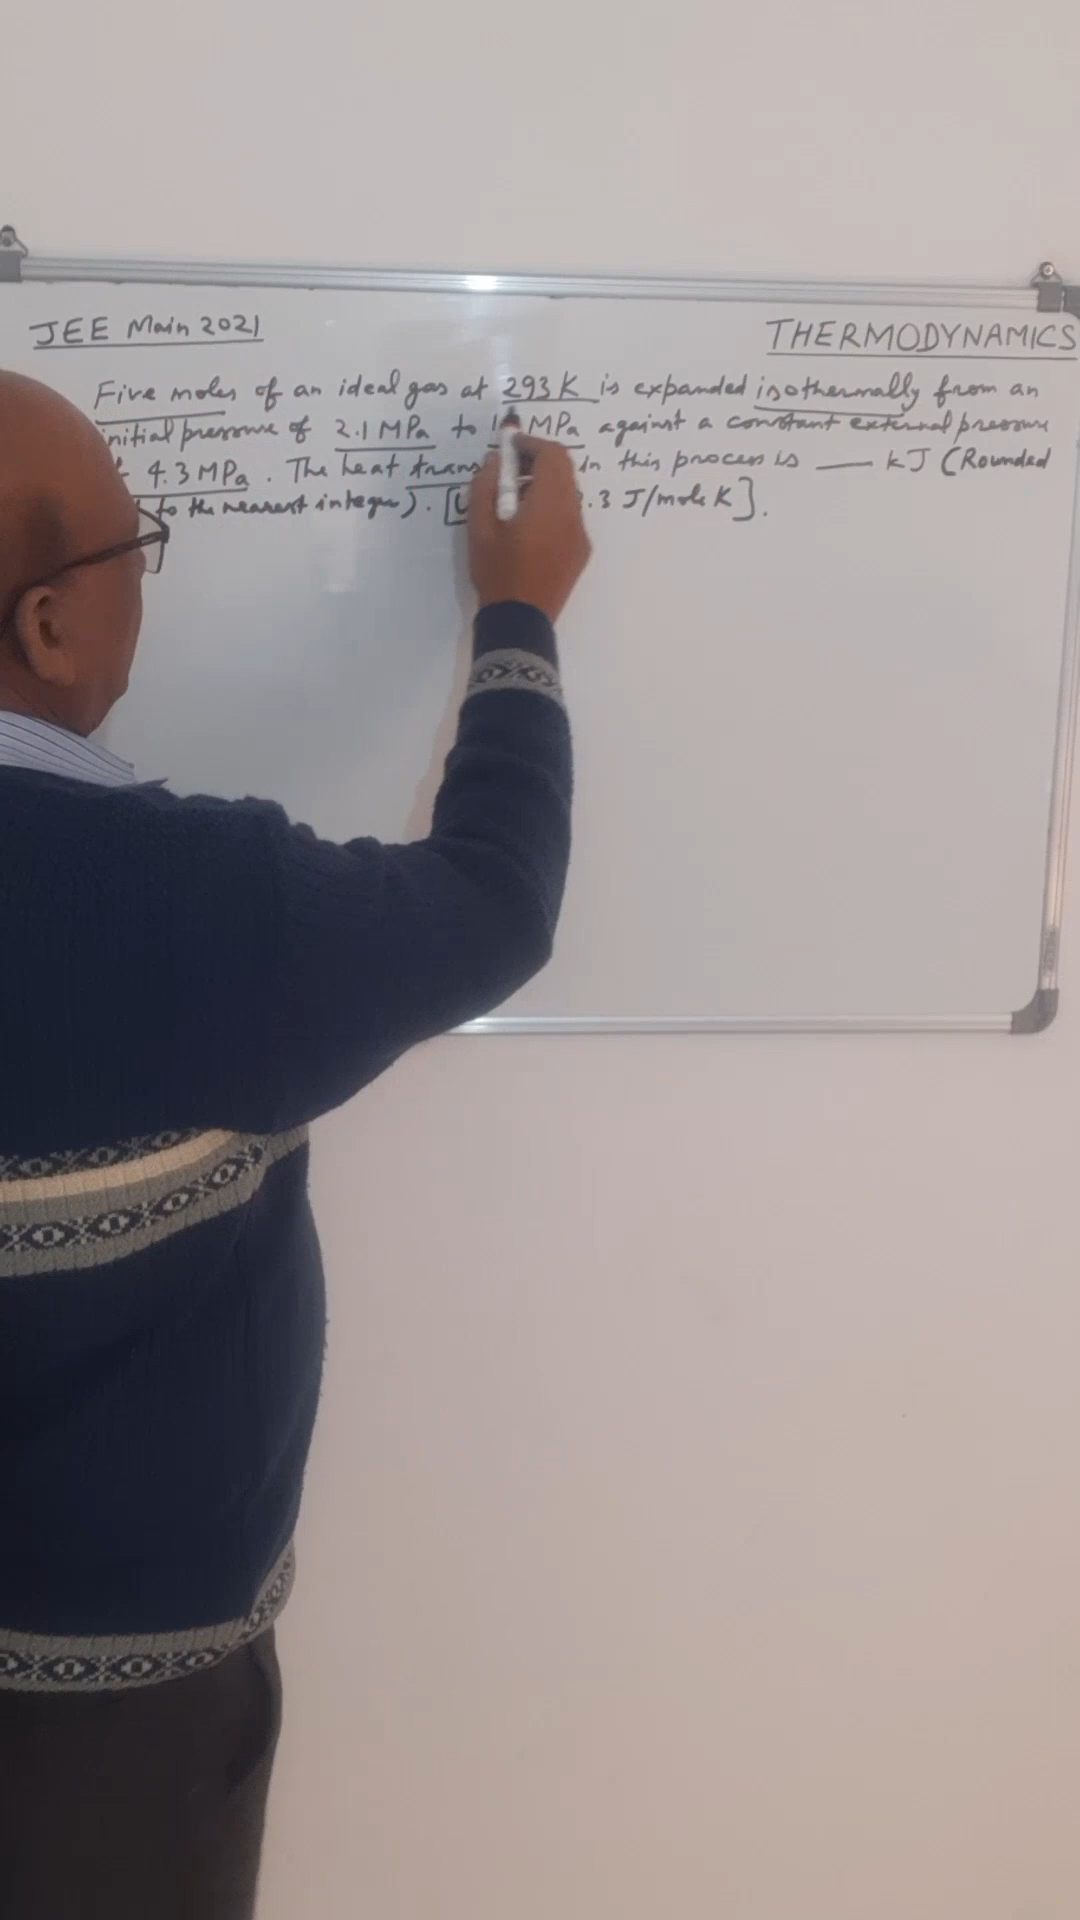 JEE Main 2021
THERMODYNAMICS
Five moles of an ideal gas at 293 K is expanded isothermally from an
initial pressure of 2.1 MPa to MPa against a constant external pressure
4.3 MPa. The heat in this process is ___ kJ (Rounded
to the nearest integer). [ .3 J/mole K].